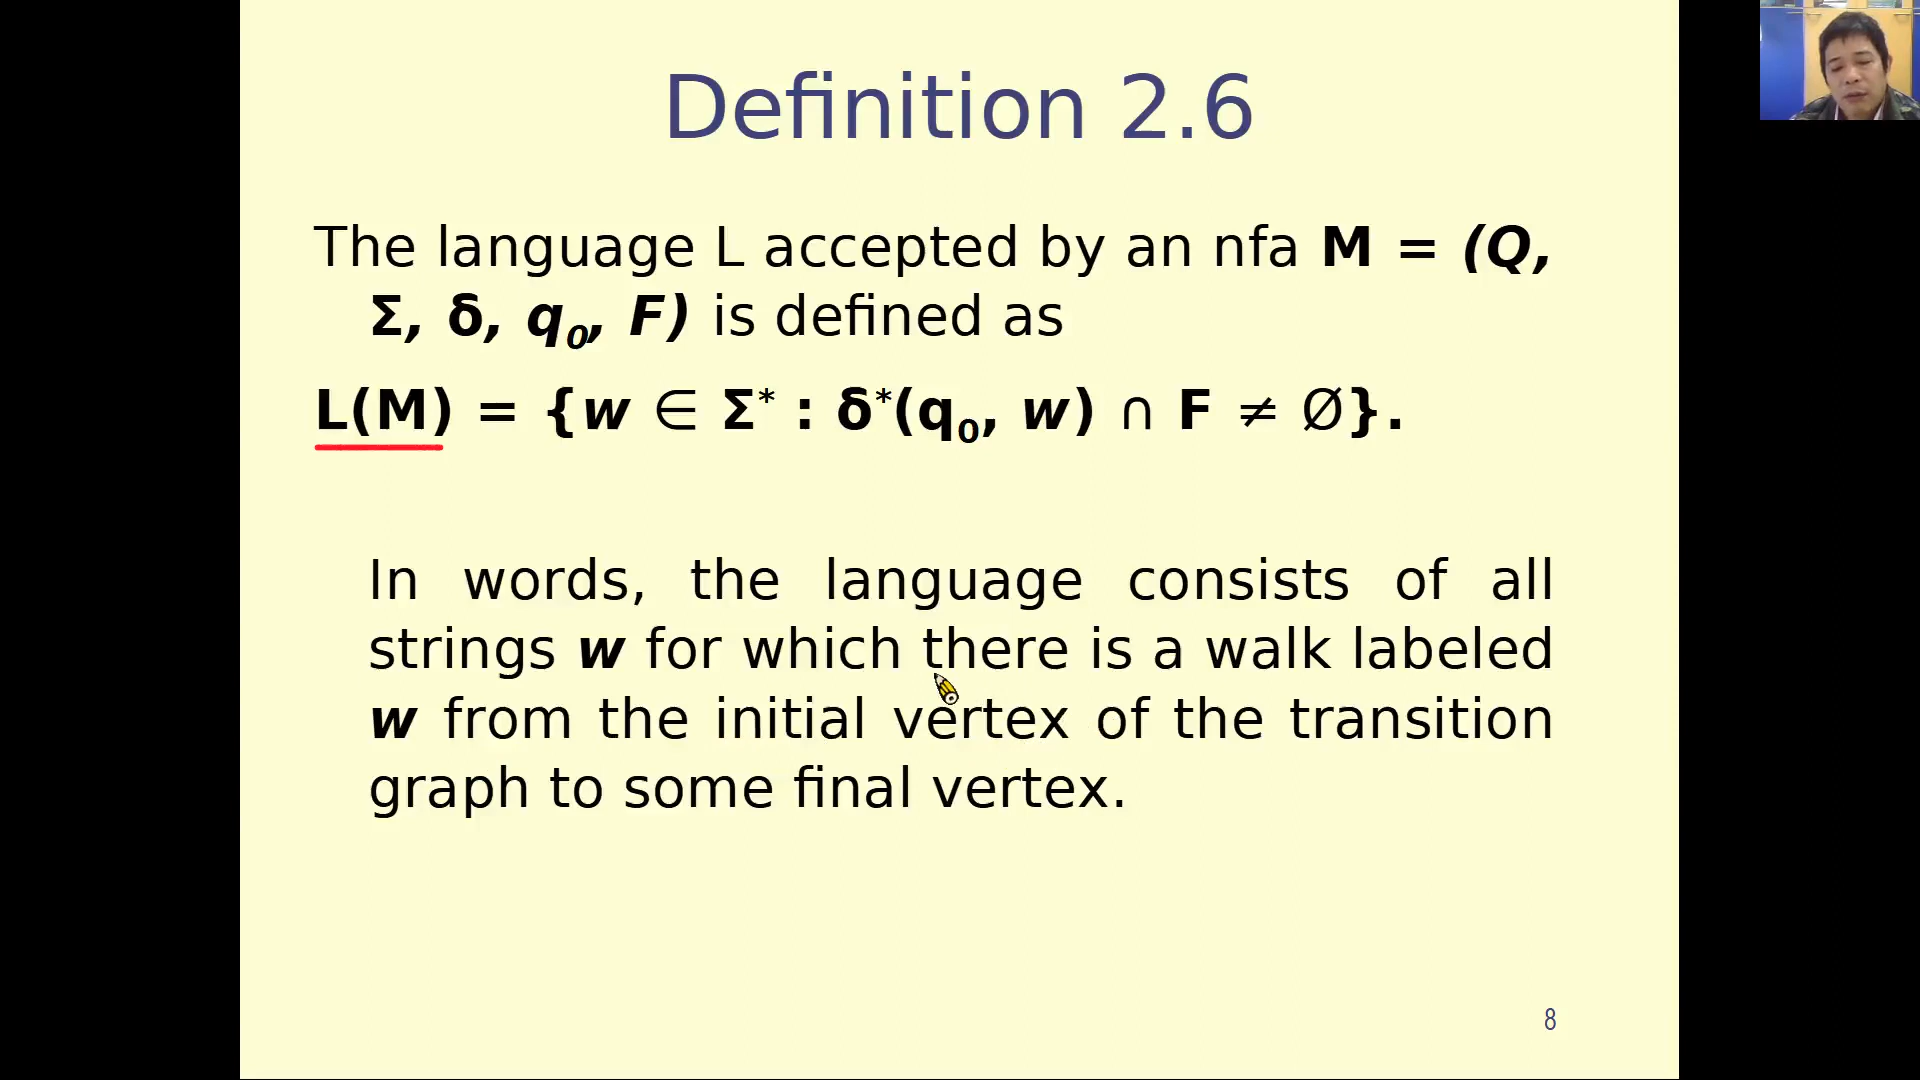 Definition 2.6
The language L accepted by an nfa M = (Q,
Σ, δ, q₀, F) is defined as
L(M) = {w ∈ Σ* : δ*(q₀, w) ∩ F ≠ Ø}.
In words, the language consists of all
strings w for which there is a walk labeled
w from the initial vertex of the transition
graph to some final vertex.
8